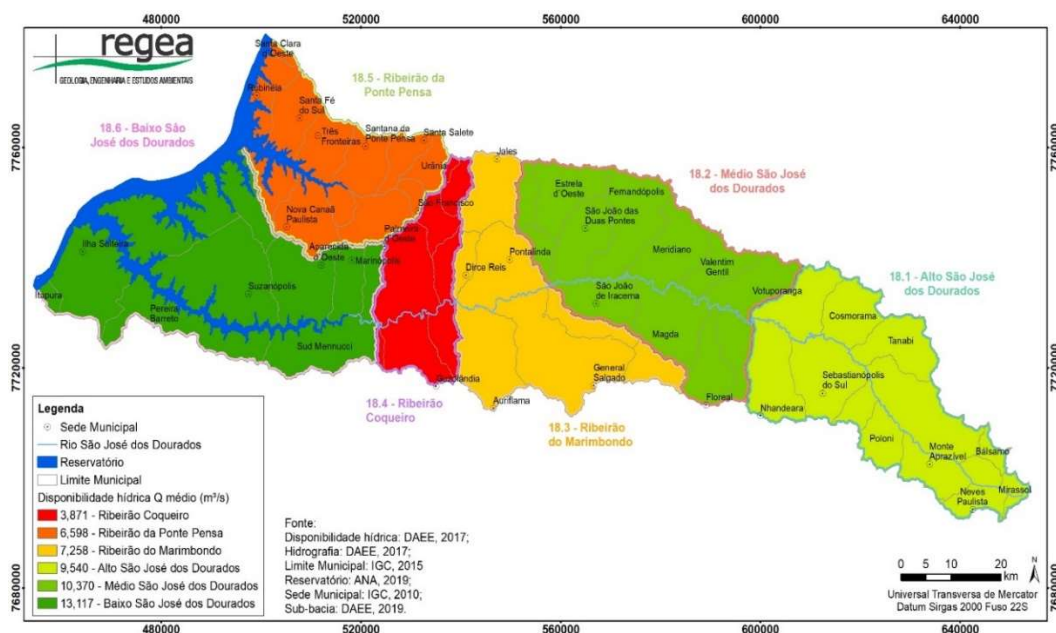 480000
520000
560000
600000
640000
regea
GEOLOGIA, ENGENHARIA E ESTUDOS AMBIENTAIS
Santa Clara
d´Oeste
Rubinéia
Santa Fé
do Sul
Três
Fronteiras
Santana da
Ponte Pensa
Santa Salete
Urânia
18.5 - Ribeirão da
Ponte Pensa
18.6 - Baixo São
José dos Dourados
7760000
7760000
Jales
São Francisco
Nova Canaã
Paulista
Palmeira
d´Oeste
Aparecida
d´Oeste
Marinópolis
Ilha Solteira
Suzanápolis
Itapura
Pereira
Barreto
Sud Mennucci
18.2 - Médio São José
dos Dourados
Estrela
d´Oeste
Fernandópolis
São João das
Duas Pontes
Meridiano
Valentim
Gentil
Pontalinda
Dirce Reis
São João
de Iracema
Votuporanga
Magda
18.1 - Alto São José
dos Dourados
Cosmorama
Tanabi
7720000
7720000
Guzolândia
General
Salgado
Auriflama
Floreal
Sebastianópolis
do Sul
Nhandeara
Poloni
Monte
Aprazível
Bálsamo
Neves
Paulista
Mirassol
18.4 - Ribeirão
Coqueiro
18.3 - Ribeirão
do Marimbondo
Legenda
Sede Municipal
Rio São José dos Dourados
Reservatório
Limite Municipal
Disponibilidade hídrica Q médio (m³/s)
3,871 - Ribeirão Coqueiro
6,598 - Ribeirão da Ponte Pensa
7,258 - Ribeirão do Marimbondo
9,540 - Alto São José dos Dourados
10,370 - Médio São José dos Dourados
13,117 - Baixo São José dos Dourados
Fonte:
Disponibilidade hídrica: DAEE, 2017;
Hidrografia: DAEE, 2017;
Limite Municipal: IGC, 2015
Reservatório: ANA, 2019;
Sede Municipal: IGC, 2010;
Sub-bacia: DAEE, 2019.
0 5 10 20
km
N
Universal Transversa de Mercator
Datum Sirgas 2000 Fuso 22S
7680000
7680000
480000
520000
560000
600000
640000